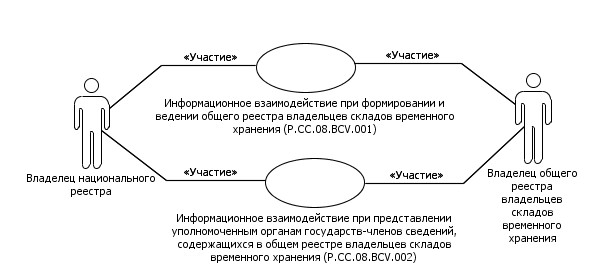 «Участие»
«Участие»
Информационное взаимодействие при формировании и
ведении общего реестра владельцев складов временного
хранения (P.CC.08.BCV.001)
Владелец национального
реестра
«Участие»
«Участие»
Владелец общего
реестра
владельцев
складов
временного
хранения
Информационное взаимодействие при представлении
уполномоченным органам государств-членов сведений,
содержащихся в общем реестре владельцев складов
временного хранения (P.CC.08.BCV.002)